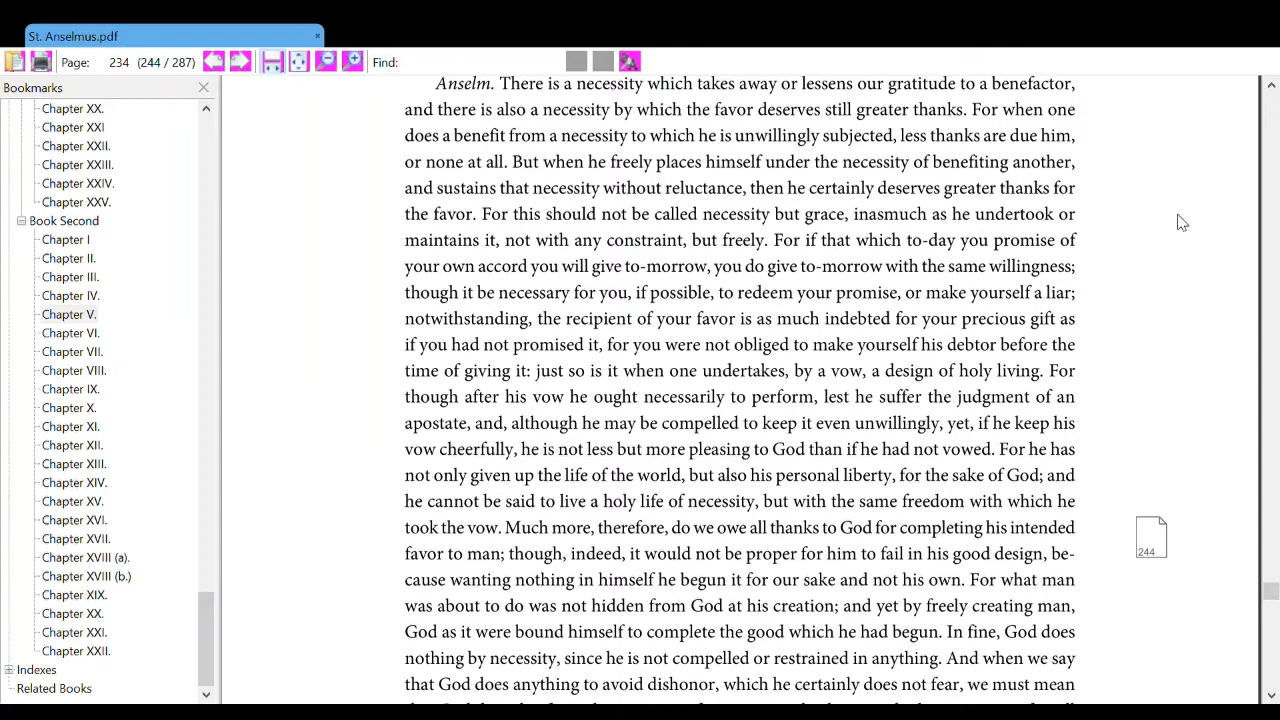 St. Anselmus.pdf
Page: 234 (244 / 287) Find:
Bookmarks
Chapter XX.
Chapter XXI
Chapter XXII.
Chapter XXIII.
Chapter XXIV.
Chapter XXV.
Book Second
Chapter I
Chapter II.
Chapter III.
Chapter IV.
Chapter V.
Chapter VI.
Chapter VII.
Chapter VIII.
Chapter IX.
Chapter X.
Chapter XI.
Chapter XII.
Chapter XIII.
Chapter XIV.
Chapter XV.
Chapter XVI.
Chapter XVII.
Chapter XVIII (a).
Chapter XVIII (b.)
Chapter XIX.
Chapter XX.
Chapter XXI.
Chapter XXII.
Indexes
Related Books
Anselm. There is a necessity which takes away or lessens our gratitude to a benefactor,
and there is also a necessity by which the favor deserves still greater thanks. For when one
does a benefit from a necessity to which he is unwillingly subjected, less thanks are due him,
or none at all. But when he freely places himself under the necessity of benefiting another,
and sustains that necessity without reluctance, then he certainly deserves greater thanks for
the favor. For this should not be called necessity but grace, inasmuch as he undertook or
maintains it, not with any constraint, but freely. For if that which to-day you promise of
your own accord you will give to-morrow, you do give to-morrow with the same willingness;
though it be necessary for you, if possible, to redeem your promise, or make yourself a liar;
notwithstanding, the recipient of your favor is as much indebted for your precious gift as
if you had not promised it, for you were not obliged to make yourself his debtor before the
time of giving it: just so is it when one undertakes, by a vow, a design of holy living. For
though after his vow he ought necessarily to perform, lest he suffer the judgment of an
apostate, and, although he may be compelled to keep it even unwillingly, yet, if he keep his
vow cheerfully, he is not less but more pleasing to God than if he had not vowed. For he has
not only given up the life of the world, but also his personal liberty, for the sake of God; and
he cannot be said to live a holy life of necessity, but with the same freedom with which he
took the vow. Much more, therefore, do we owe all thanks to God for completing his intended
favor to man; though, indeed, it would not be proper for him to fail in his good design, be-
cause wanting nothing in himself he begun it for our sake and not his own. For what man
was about to do was not hidden from God at his creation; and yet by freely creating man,
God as it were bound himself to complete the good which he had begun. In fine, God does
nothing by necessity, since he is not compelled or restrained in anything. And when we say
that God does anything to avoid dishonor, which he certainly does not fear, we must mean
244